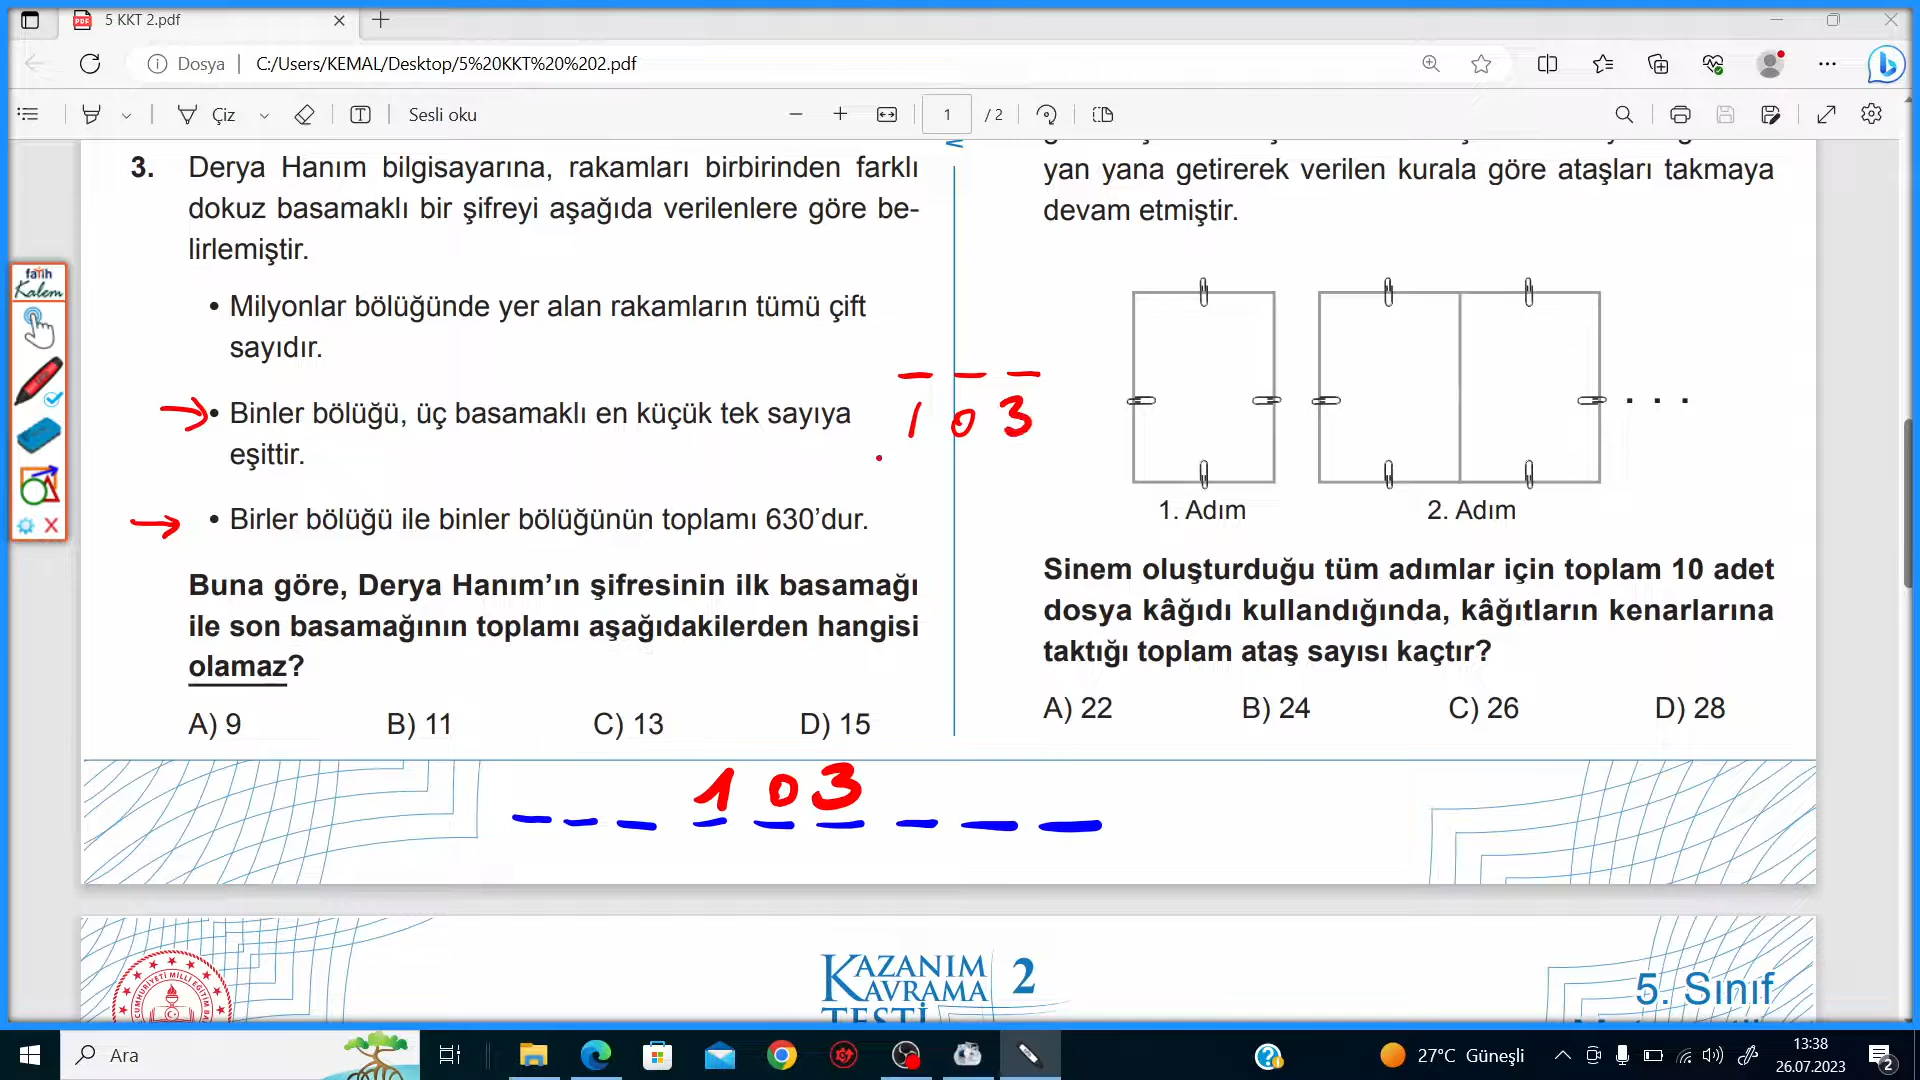 5 KKT 2.pdf
Dosya
C:/Users/KEMAL/Desktop/5%20KKT%20%202.pdf
Çiz
Sesli oku
1
/ 2
fatih
Kalem
3. Derya Hanım bilgisayarına, rakamları birbirinden farklı
dokuz basamaklı bir şifreyi aşağıda verilenlere göre be-
lirlemiştir.
• Milyonlar bölüğünde yer alan rakamların tümü çift
sayıdır.
• Binler bölüğü, üç basamaklı en küçük tek sayıya
eşittir.
• Birler bölüğü ile binler bölüğünün toplamı 630'dur.
Buna göre, Derya Hanım'ın şifresinin ilk basamağı
ile son basamağının toplamı aşağıdakilerden hangisi
olamaz?
A) 9 B) 11 C) 13 D) 15
1 0 3
1 0 3
yan yana getirerek verilen kurala göre ataşları takmaya
devam etmiştir.
1. Adım 2. Adım
Sinem oluşturduğu tüm adımlar için toplam 10 adet
dosya kâğıdı kullandığında, kâğıtların kenarlarına
taktığı toplam ataş sayısı kaçtır?
A) 22 B) 24 C) 26 D) 28
KAZANIM
KAVRAMA
TESTİ
2
5. Sınıf
Ara
27°C Güneşli
13:38
26.07.2023
2